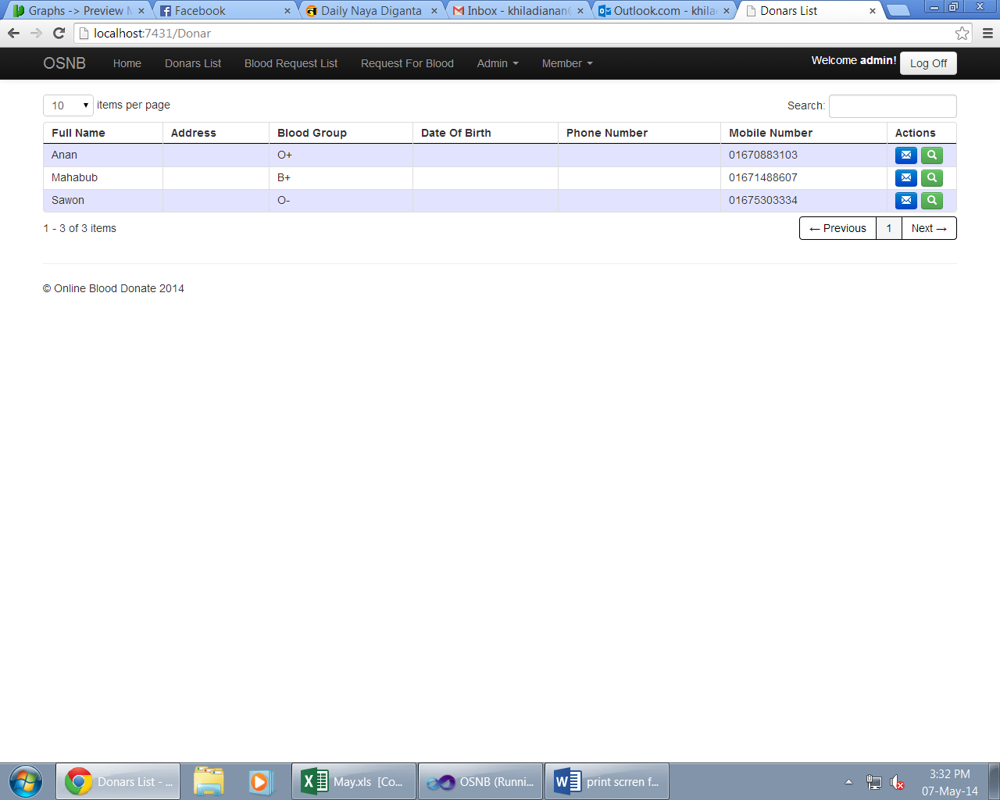 Graphs -> Preview Facebook Daily Naya Diganta Inbox - khiladianan Outlook.com - khila Donars List
localhost:7431/Donar
OSNB Home Donars List Blood Request List Request For Blood Admin Member Welcome admin! Log Off
10 items per page Search:
Full Name Address Blood Group Date Of Birth Phone Number Mobile Number Actions
Anan O+ 01670883103
Mahabub B+ 01671488607
Sawon O- 01675303334
1 - 3 of 3 items ← Previous 1 Next →
© Online Blood Donate 2014
Donars List - ... May.xls [Co... OSNB (Runni... print scrren f... 3:32 PM
07-May-14